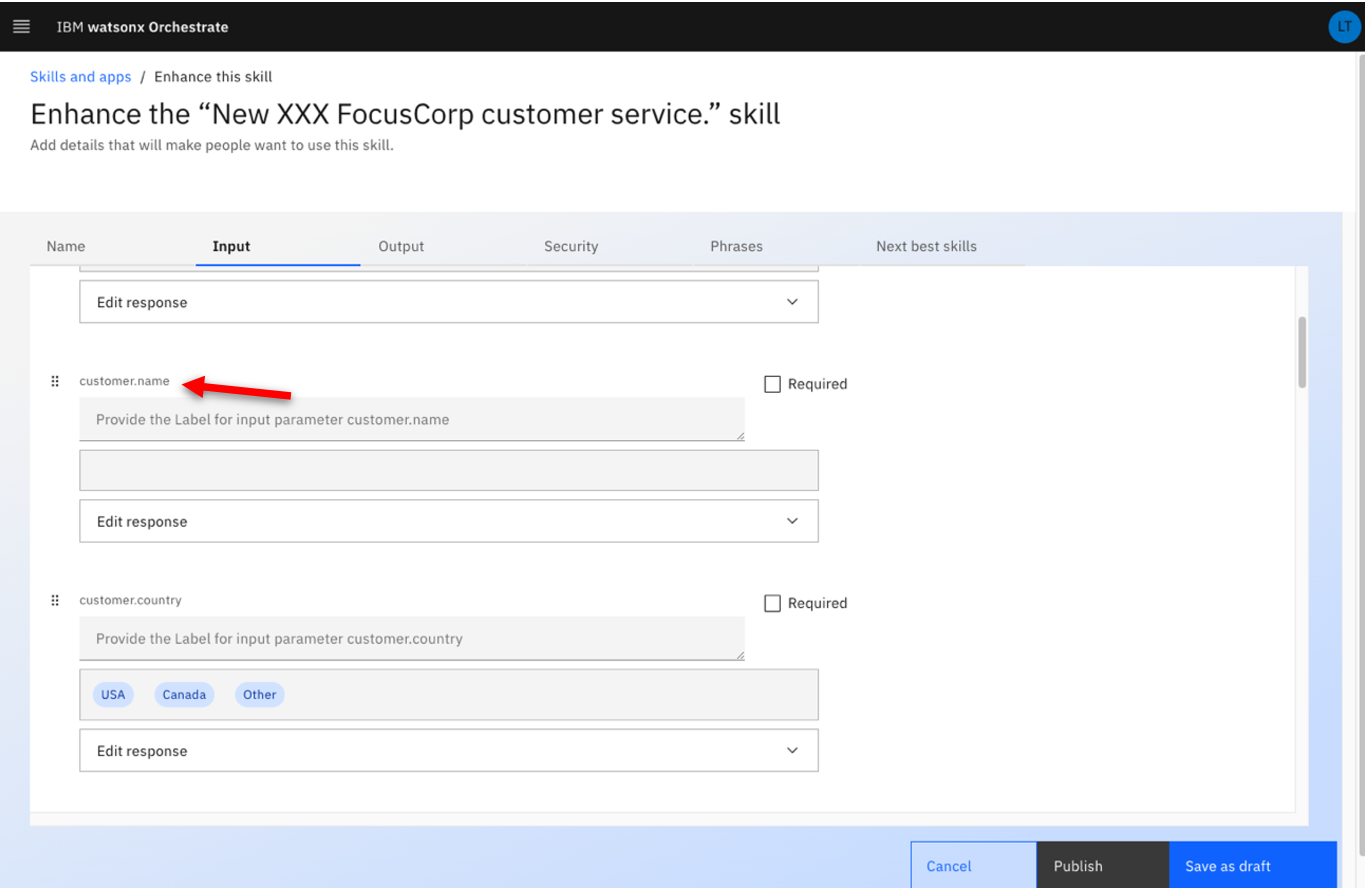 IBM watsonx Orchestrate
LT
Skills and apps / Enhance this skill
Enhance the “New XXX FocusCorp customer service.” skill
Add details that will make people want to use this skill.
Name Input Output Security Phrases Next best skills
Edit response
customer.name
Required
Provide the Label for input parameter customer.name
Edit response
customer.country
Required
Provide the Label for input parameter customer.country
USA Canada Other
Edit response
Cancel Publish Save as draft